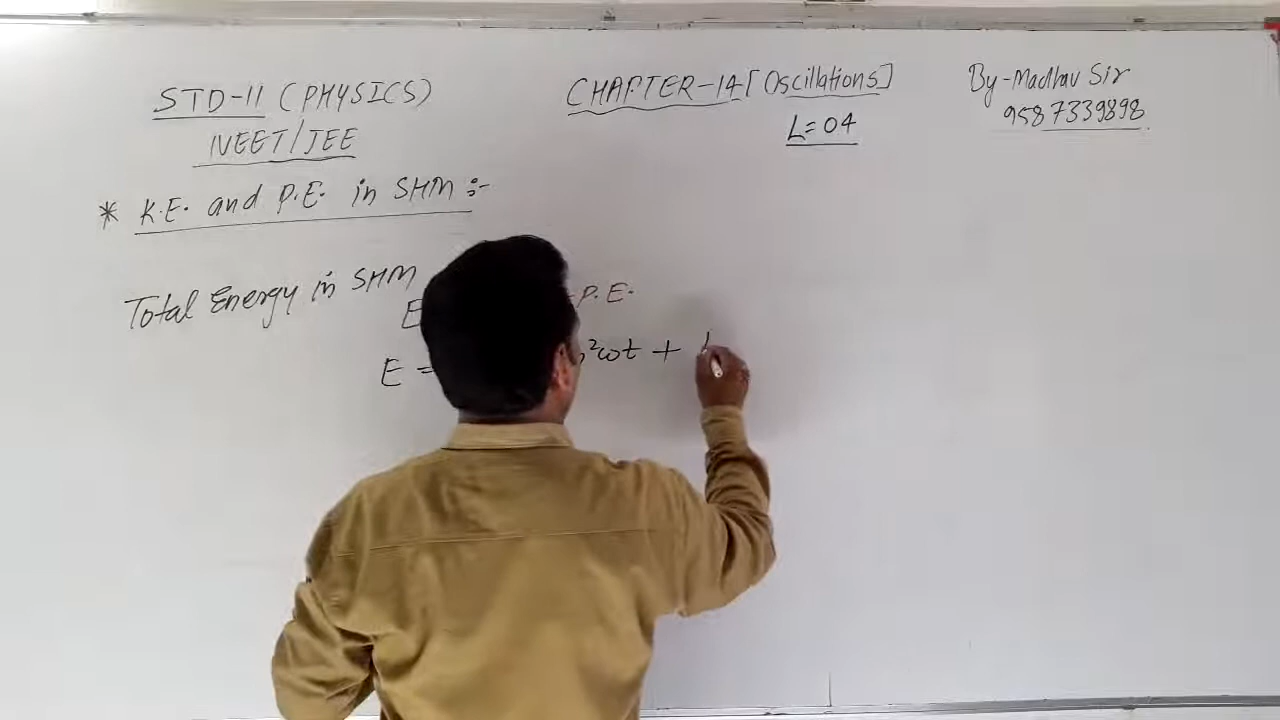 STD-11 (PHYSICS)
NEET/JEE
CHAPTER-14 [Oscillations]
L=04
By-Madhav Sir
9587339898
* K.E. and P.E. in SHM :-
Total Energy in SHM
E P.E.
E = ²ωt +